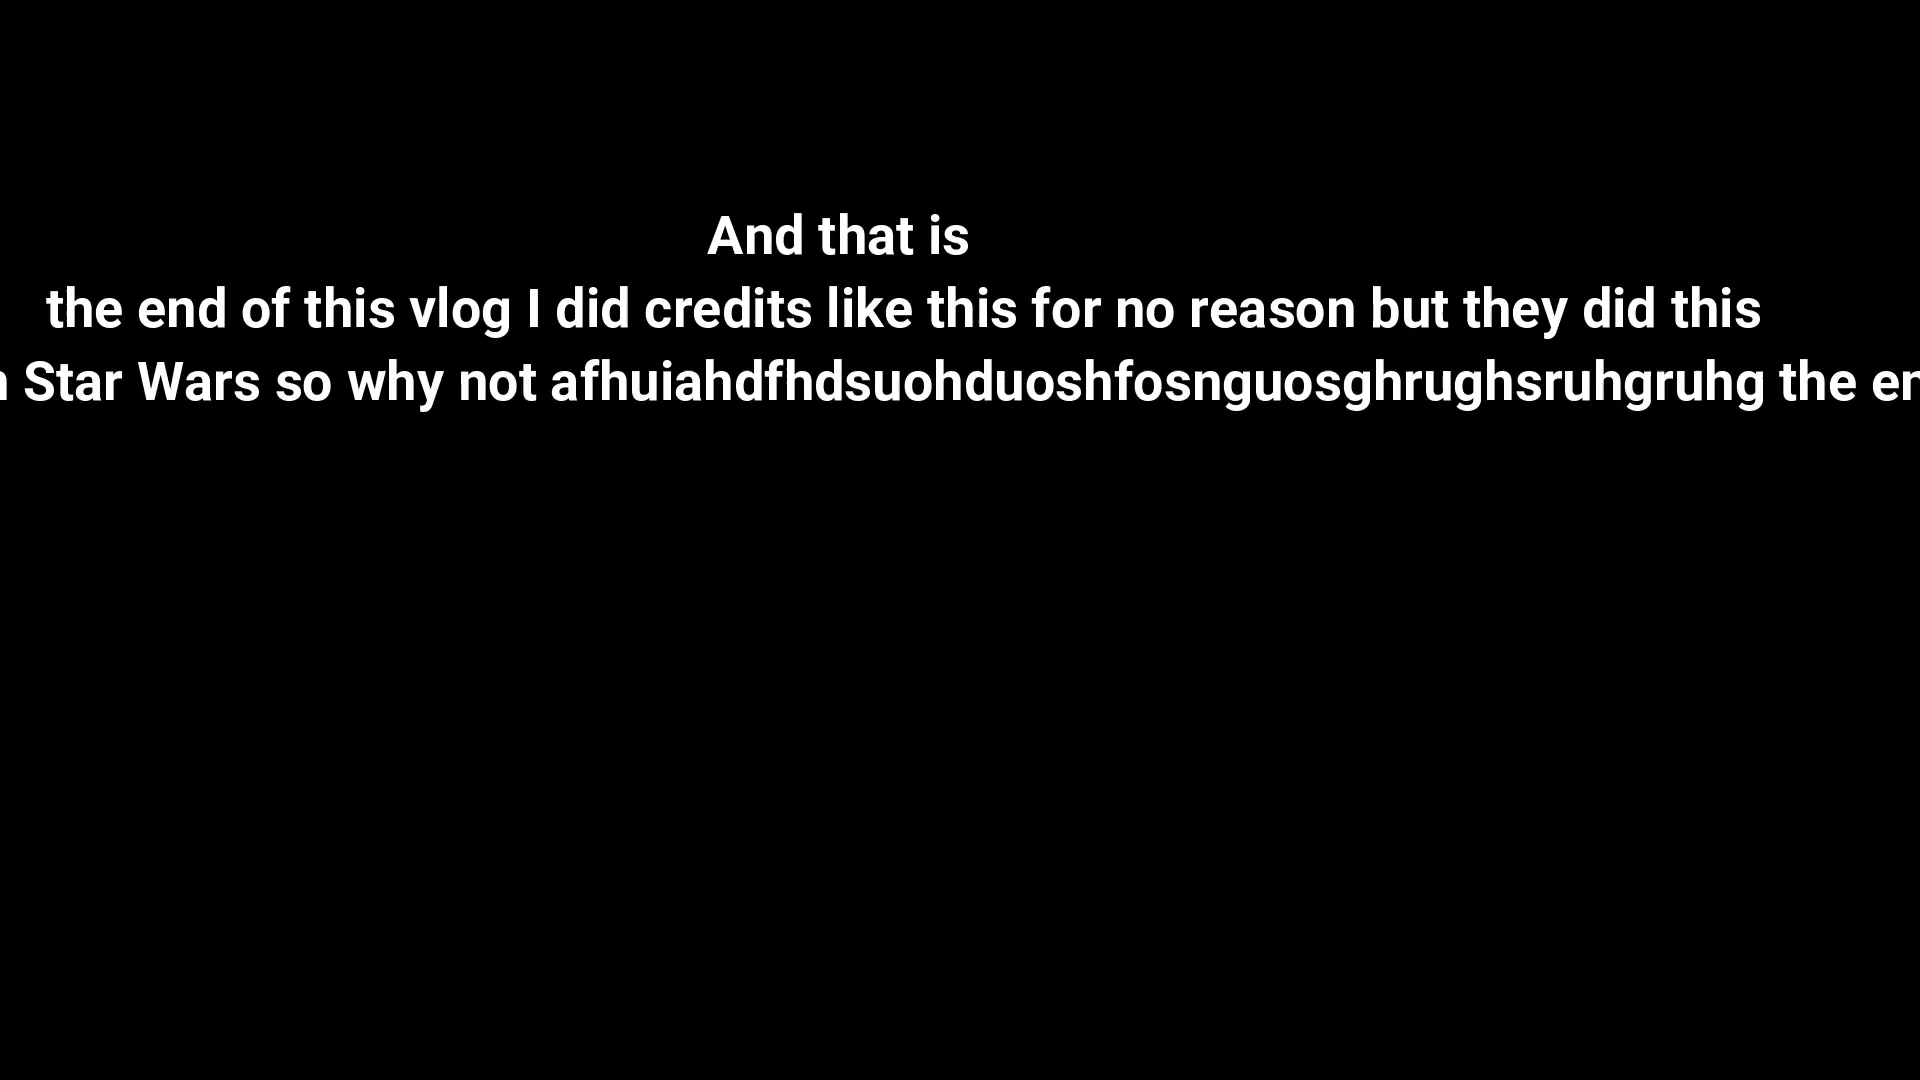 And that is
the end of this vlog I did credits like this for no reason but they did this
Star Wars so why not afhuiahdfhdsuohduoshfosnguosghrughsruhgruhg the